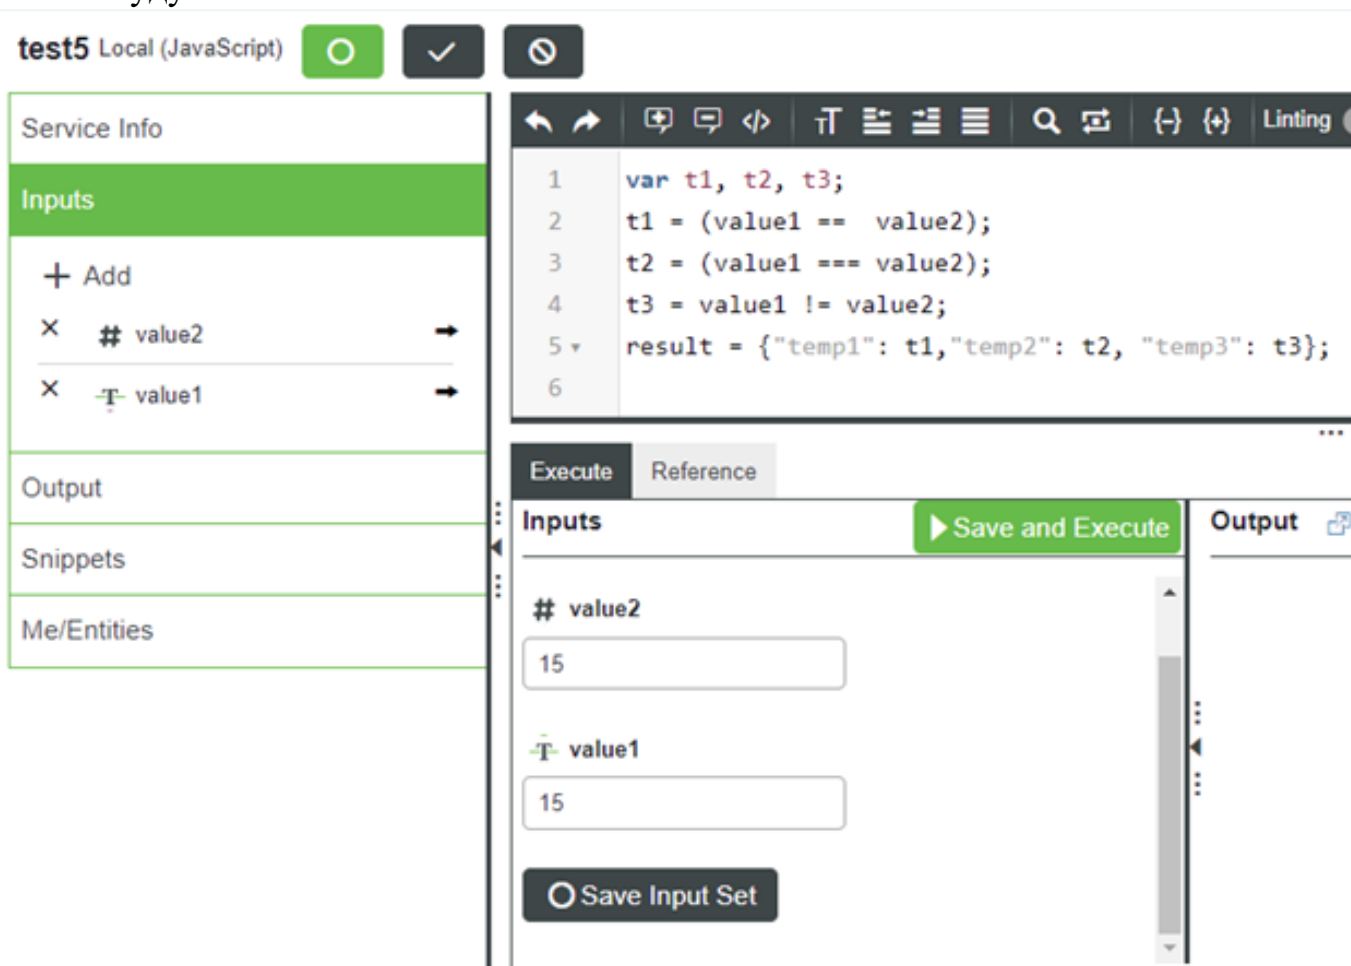 test5 Local (JavaScript)
Service Info
Inputs
Add
value2
value1
Output
Snippets
Me/Entities
Linting
1 var t1, t2, t3;
2 t1 = (value1 ==  value2);
3 t2 = (value1 === value2);
4 t3 = value1 != value2;
5 result = {"temp1": t1,"temp2": t2, "temp3": t3};
6
Execute Reference
Inputs Save and Execute Output
# value2
15
T value1
15
Save Input Set